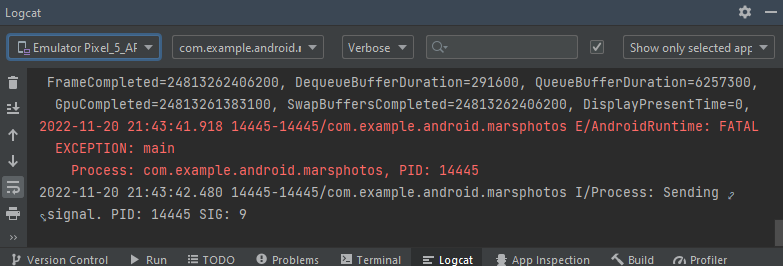 Logcat
Emulator Pixel_5_AF
com.example.android.m
Verbose
Show only selected app
FrameCompleted=24813262406200, DequeueBufferDuration=291600, QueueBufferDuration=6257300,
GpuCompleted=24813261383100, SwapBuffersCompleted=24813262406200, DisplayPresentTime=0,
2022-11-20 21:43:41.918 14445-14445/com.example.android.marsphotos E/AndroidRuntime: FATAL
EXCEPTION: main
Process: com.example.android.marsphotos, PID: 14445
2022-11-20 21:43:42.480 14445-14445/com.example.android.marsphotos I/Process: Sending
signal. PID: 14445 SIG: 9
Version Control
Run
TODO
Problems
Terminal
Logcat
App Inspection
Build
Profiler